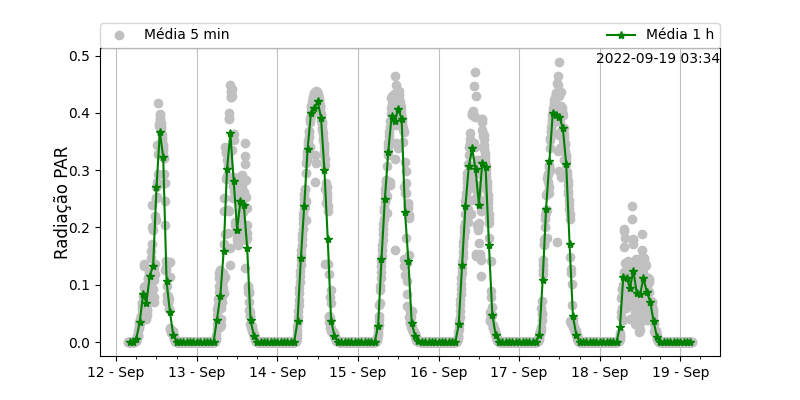 Média 5 min
Média 1 h
2022-09-19 03:34
Radiação PAR
0.5
0.4
0.3
0.2
0.1
0.0
12 - Sep
13 - Sep
14 - Sep
15 - Sep
16 - Sep
17 - Sep
18 - Sep
19 - Sep